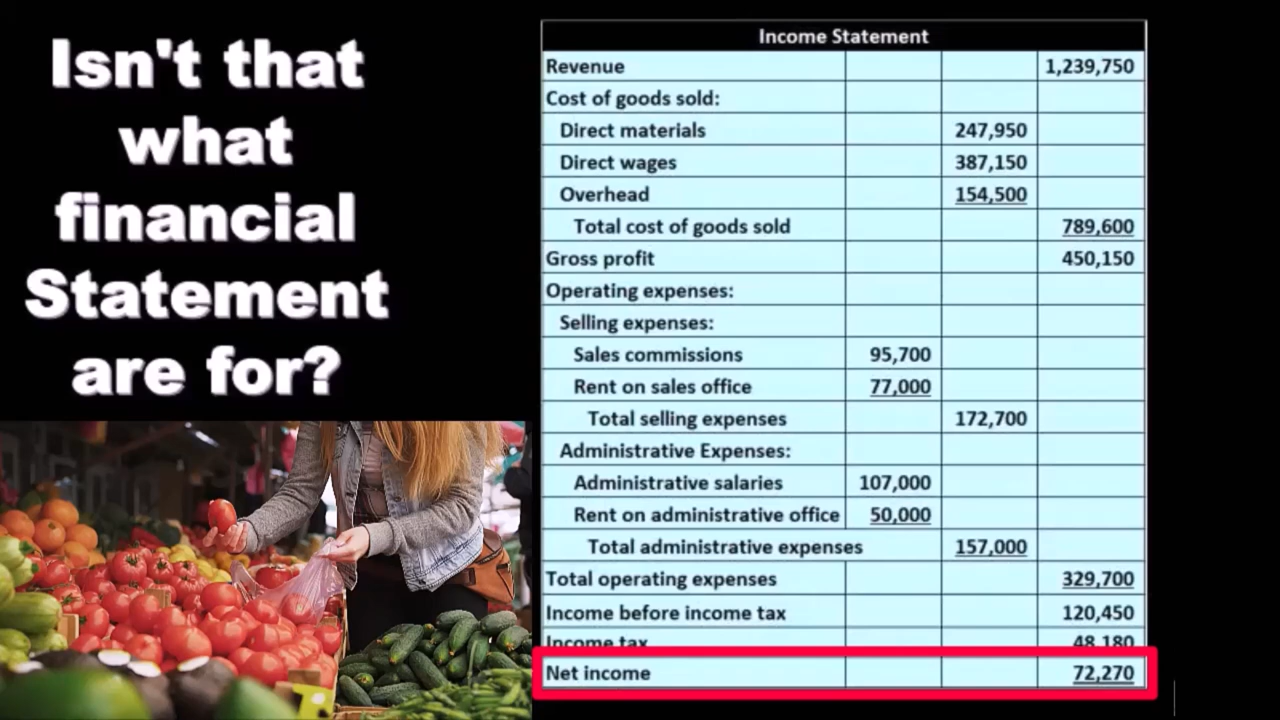 Isn't that
what
financial
Statement
are for?
Income Statement
Revenue 1,239,750
Cost of goods sold:
Direct materials 247,950
Direct wages 387,150
Overhead 154,500
Total cost of goods sold 789,600
Gross profit 450,150
Operating expenses:
Selling expenses:
Sales commissions 95,700
Rent on sales office 77,000
Total selling expenses 172,700
Administrative Expenses:
Administrative salaries 107,000
Rent on administrative office 50,000
Total administrative expenses 157,000
Total operating expenses 329,700
Income before income tax 120,450
Income tax 48,180
Net income 72,270